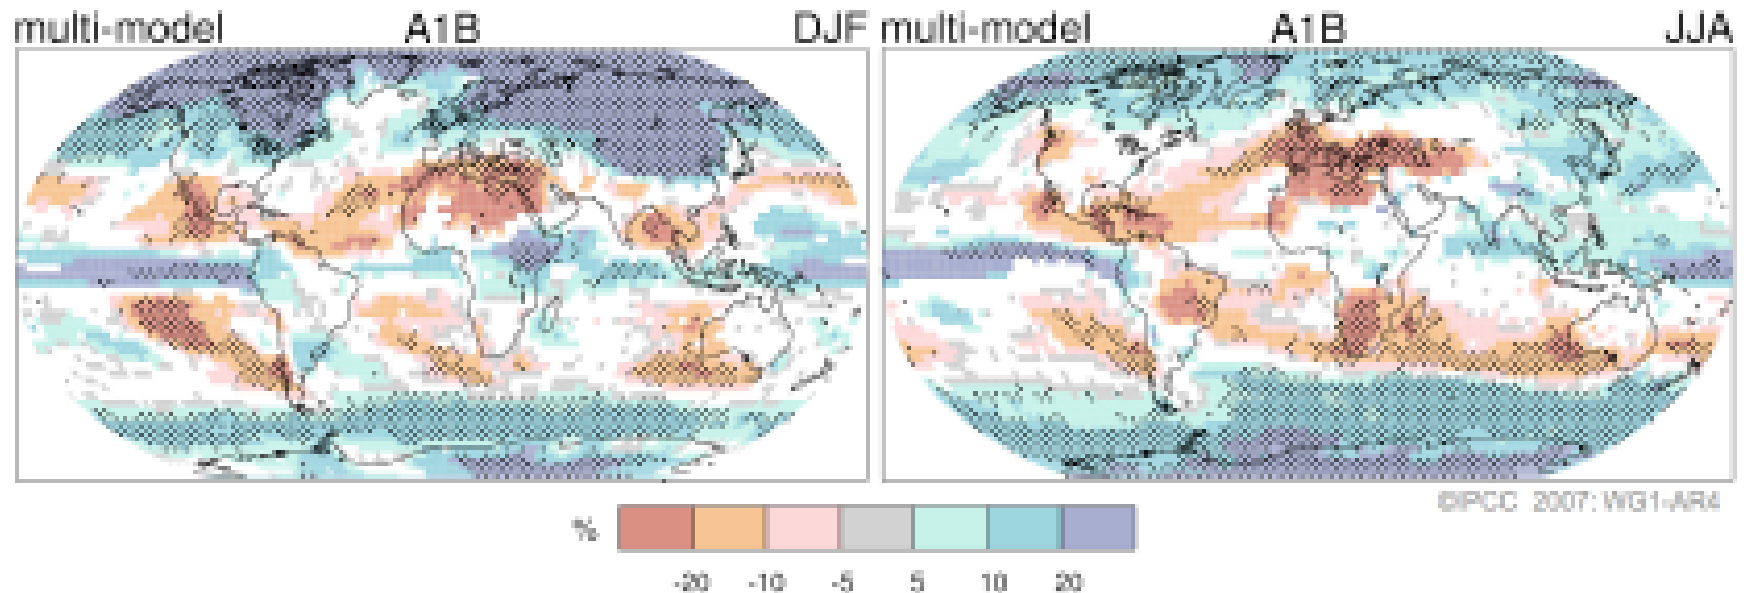 multi-model A1B DJF
multi-model A1B JJA
©IPCC 2007: WG1-AR4
%
-20 -10 -5 5 10 20